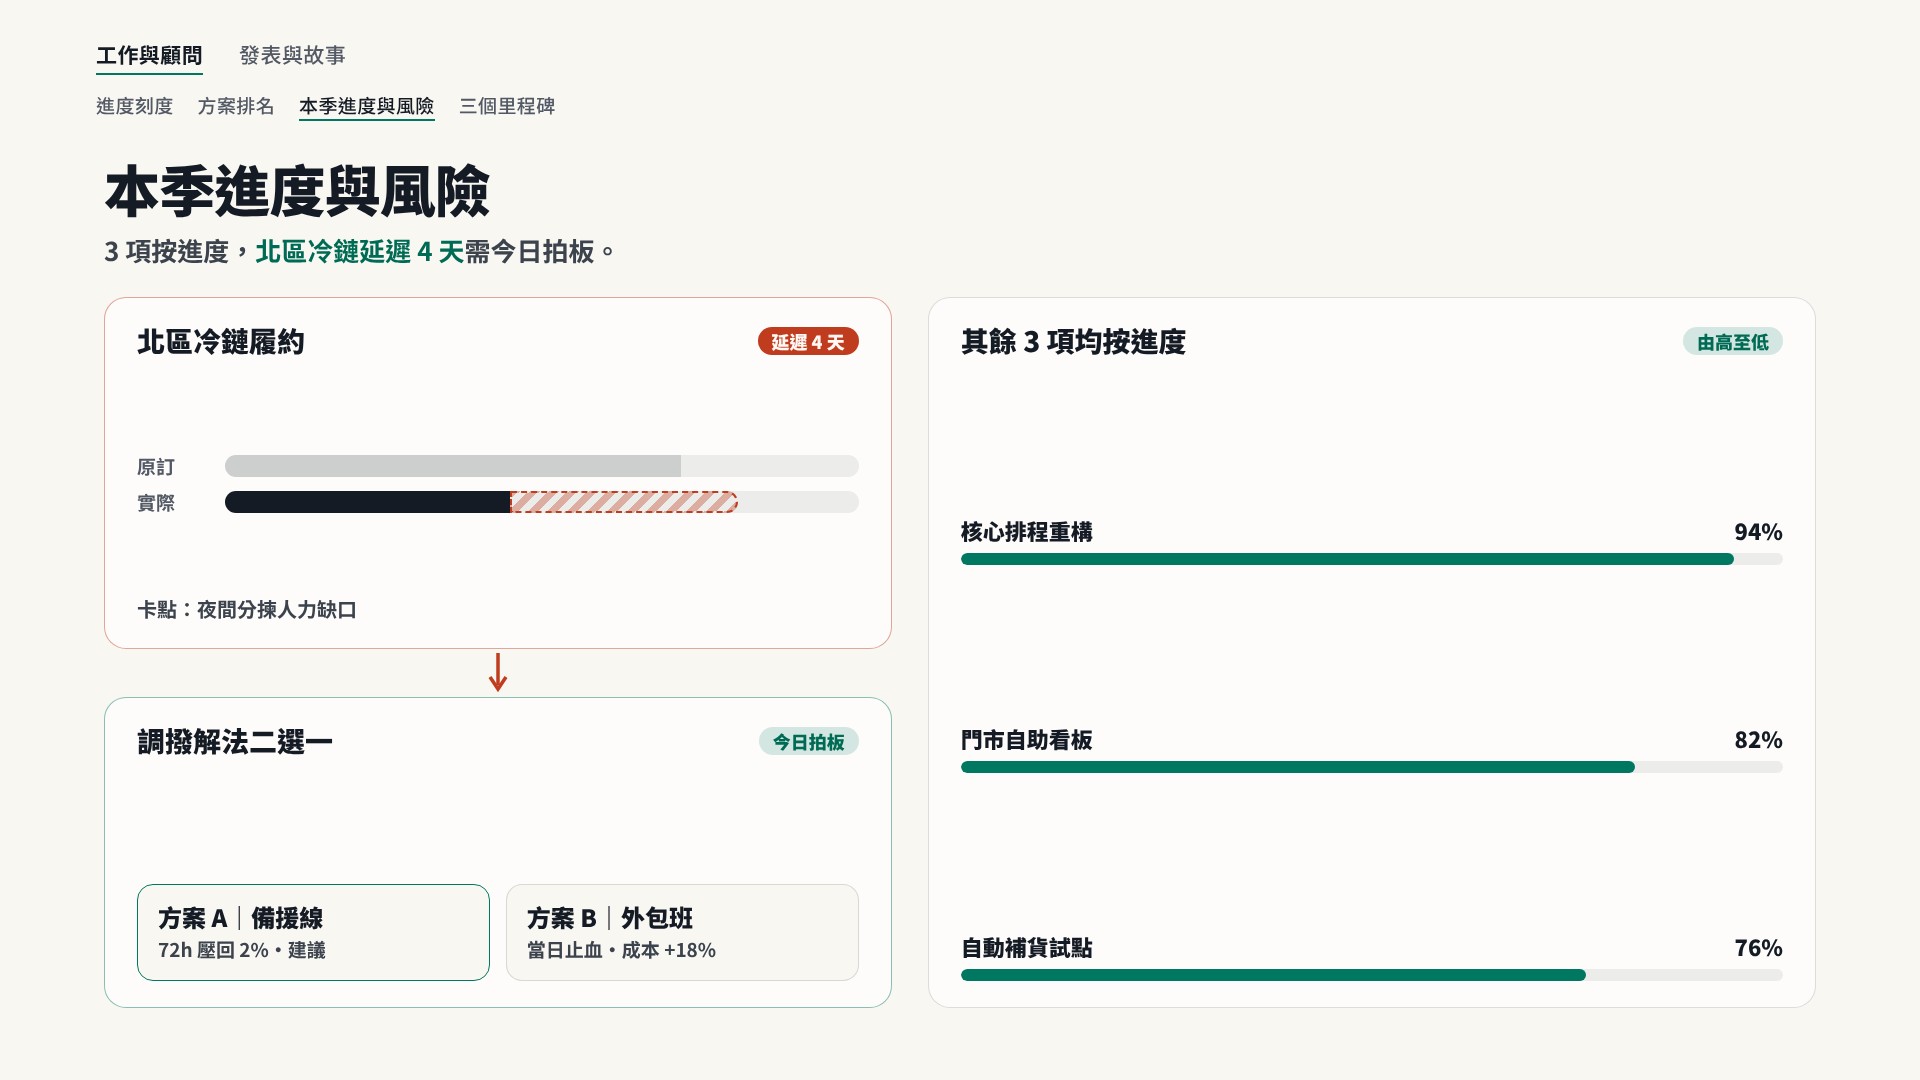 工作與顧問 發表與故事
進度刻度 方案排名 本季進度與風險 三個里程碑
本季進度與風險
3 項按進度，北區冷鏈延遲 4 天需今日拍板。
北區冷鏈履約 延遲 4 天
原訂
實際
卡點：夜間分揀人力缺口
調撥解法二選一 今日拍板
方案 A｜備援線
72h 壓回 2%・建議
方案 B｜外包班
當日止血・成本 +18%
其餘 3 項均按進度 由高至低
核心排程重構 94%
門市自助看板 82%
自動補貨試點 76%